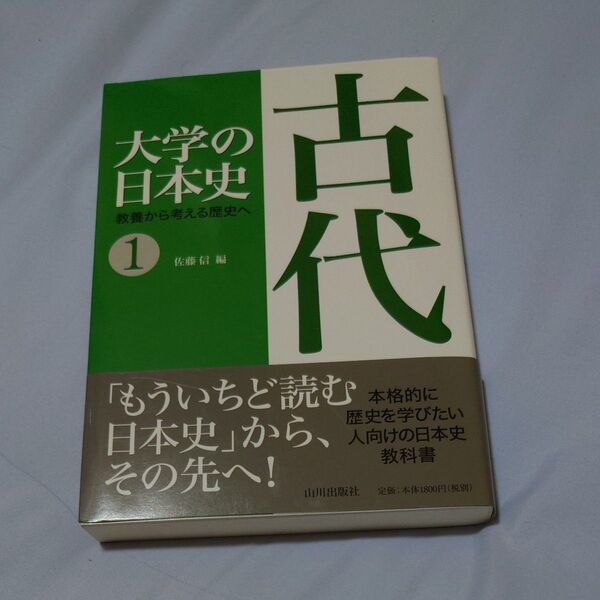 古代
大学の
日本史
教養から考える歴史へ
1
佐藤 信 編
「もういちど読む
日本史」から、
その先へ!
本格的に
歴史を学びたい
人向けの日本史
教科書
山川出版社
定価:本体1800円(税別)